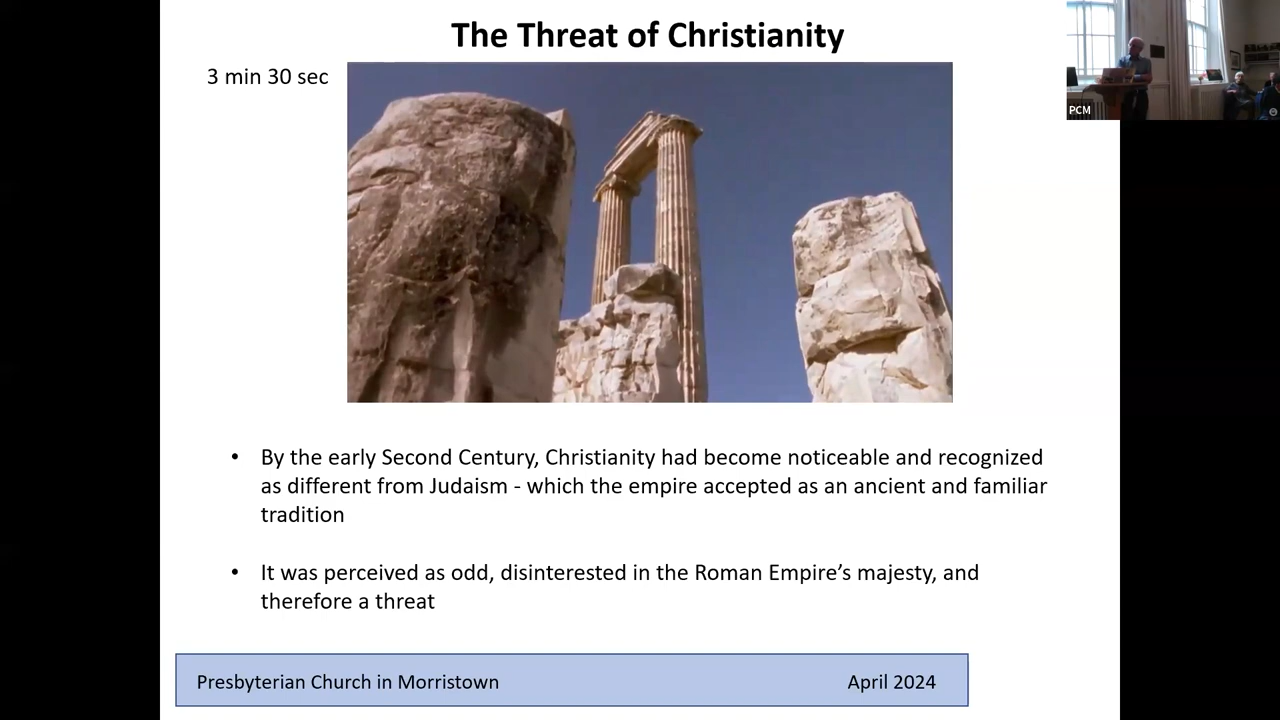 The Threat of Christianity
3 min 30 sec
PCM
• By the early Second Century, Christianity had become noticeable and recognized
as different from Judaism - which the empire accepted as an ancient and familiar
tradition
• It was perceived as odd, disinterested in the Roman Empire’s majesty, and
therefore a threat
Presbyterian Church in Morristown April 2024